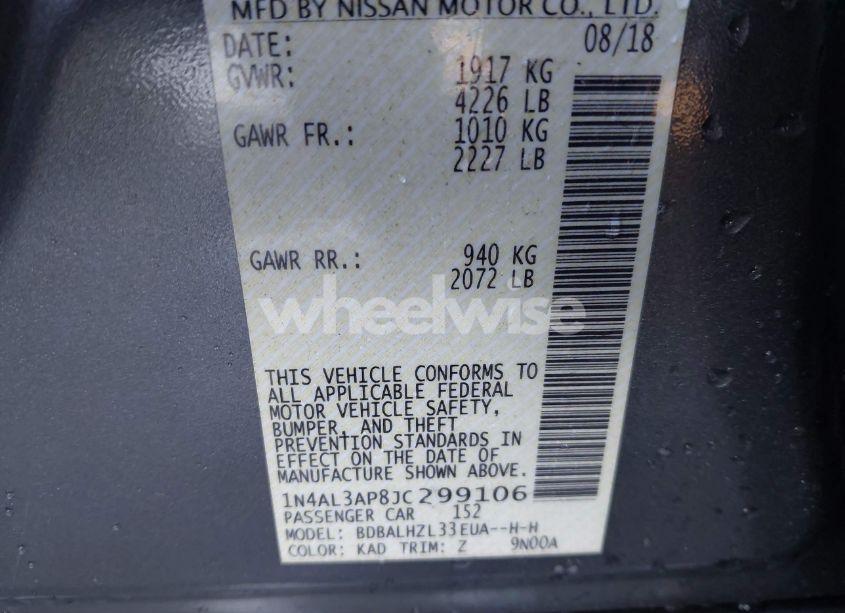 MFD BY NISSAN MOTOR CO., LTD.
DATE: 08/18
GVWR: 1917 KG
4226 LB
GAWR FR.: 1010 KG
2227 LB
GAWR RR.: 940 KG
2072 LB
wheelwise
THIS VEHICLE CONFORMS TO
ALL APPLICABLE FEDERAL
MOTOR VEHICLE SAFETY,
BUMPER, AND THEFT
PREVENTION STANDARDS IN
EFFECT ON THE DATE OF
MANUFACTURE SHOWN ABOVE.
1N4AL3AP8JC299106
PASSENGER CAR 152
MODEL: BDBALHZL33EUA--H-H
COLOR: KAD TRIM: Z 9N00A